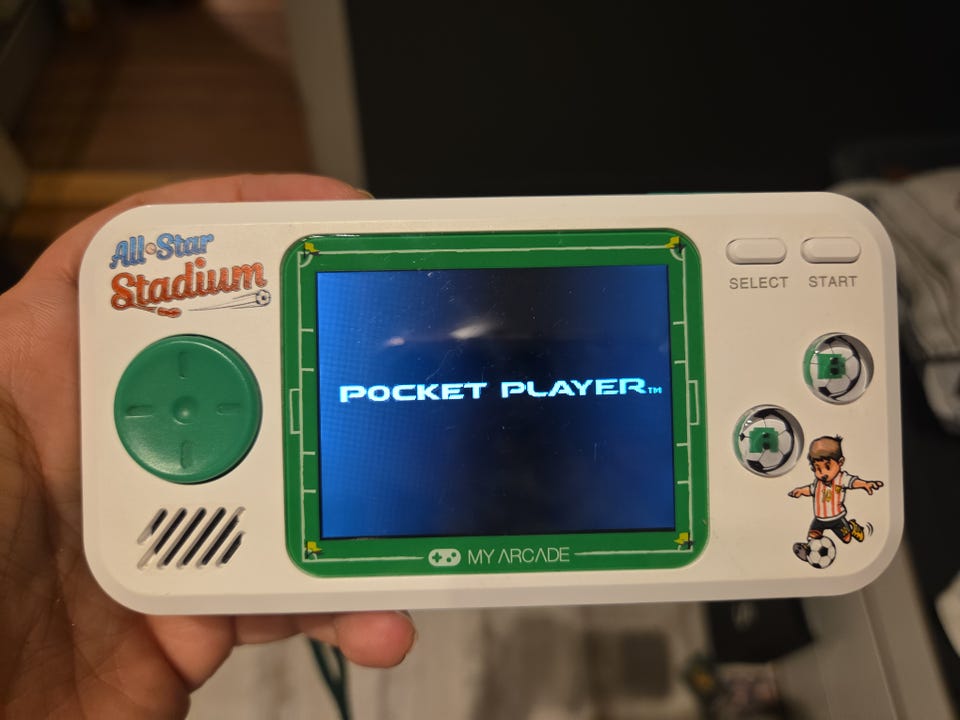 All-Star
Stadium
SELECT START
POCKET PLAYER™
MY ARCADE